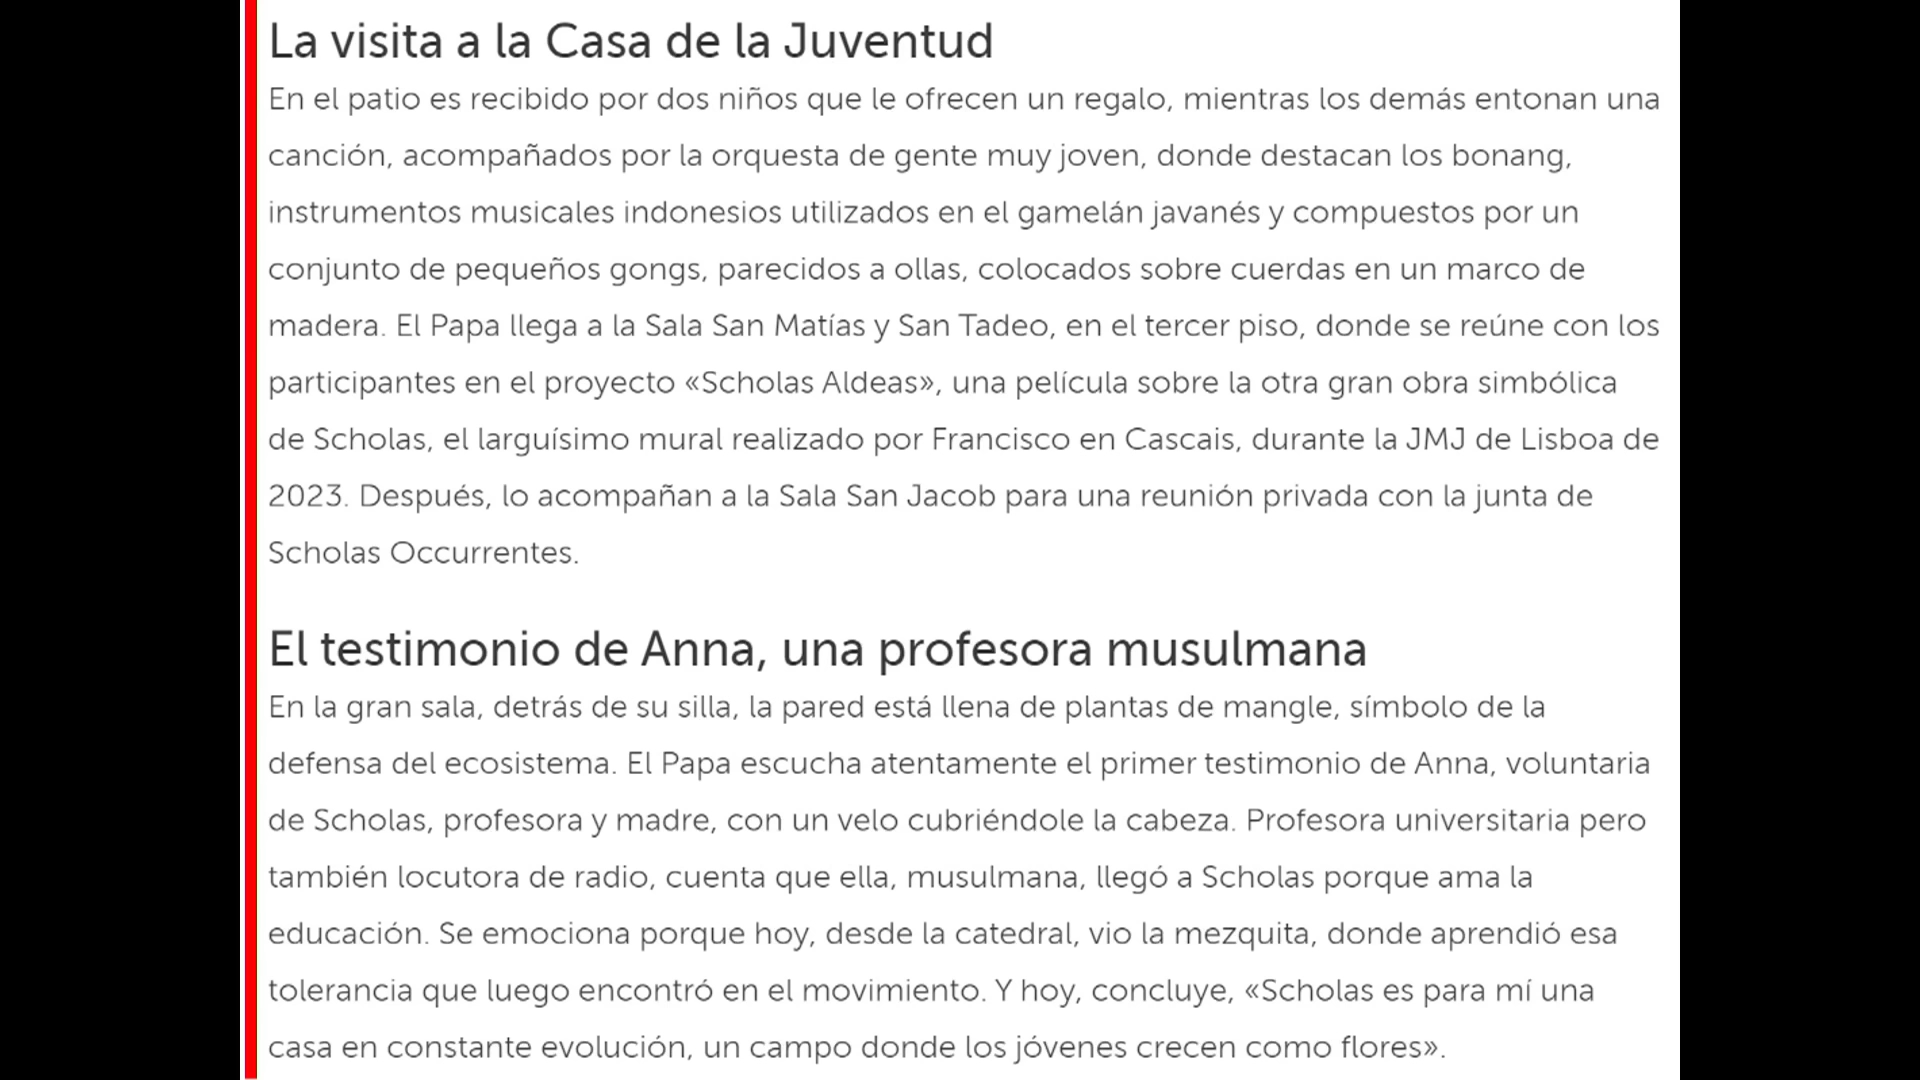 La visita a la Casa de la Juventud
En el patio es recibido por dos niños que le ofrecen un regalo, mientras los demás entonan una
canción, acompañados por la orquesta de gente muy joven, donde destacan los bonang,
instrumentos musicales indonesios utilizados en el gamelán javanés y compuestos por un
conjunto de pequeños gongs, parecidos a ollas, colocados sobre cuerdas en un marco de
madera. El Papa llega a la Sala San Matías y San Tadeo, en el tercer piso, donde se reúne con los
participantes en el proyecto «Scholas Aldeas», una película sobre la otra gran obra simbólica
de Scholas, el larguísimo mural realizado por Francisco en Cascais, durante la JMJ de Lisboa de
2023. Después, lo acompañan a la Sala San Jacob para una reunión privada con la junta de
Scholas Occurrentes.
El testimonio de Anna, una profesora musulmana
En la gran sala, detrás de su silla, la pared está llena de plantas de mangle, símbolo de la
defensa del ecosistema. El Papa escucha atentamente el primer testimonio de Anna, voluntaria
de Scholas, profesora y madre, con un velo cubriéndole la cabeza. Profesora universitaria pero
también locutora de radio, cuenta que ella, musulmana, llegó a Scholas porque ama la
educación. Se emociona porque hoy, desde la catedral, vio la mezquita, donde aprendió esa
tolerancia que luego encontró en el movimiento. Y hoy, concluye, «Scholas es para mí una
casa en constante evolución, un campo donde los jóvenes crecen como flores».